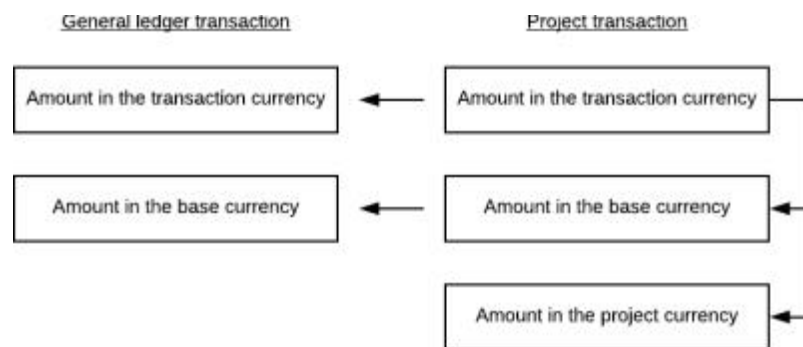 General ledger transaction
Project transaction
Amount in the transaction currency
Amount in the transaction currency
Amount in the base currency
Amount in the base currency
Amount in the project currency